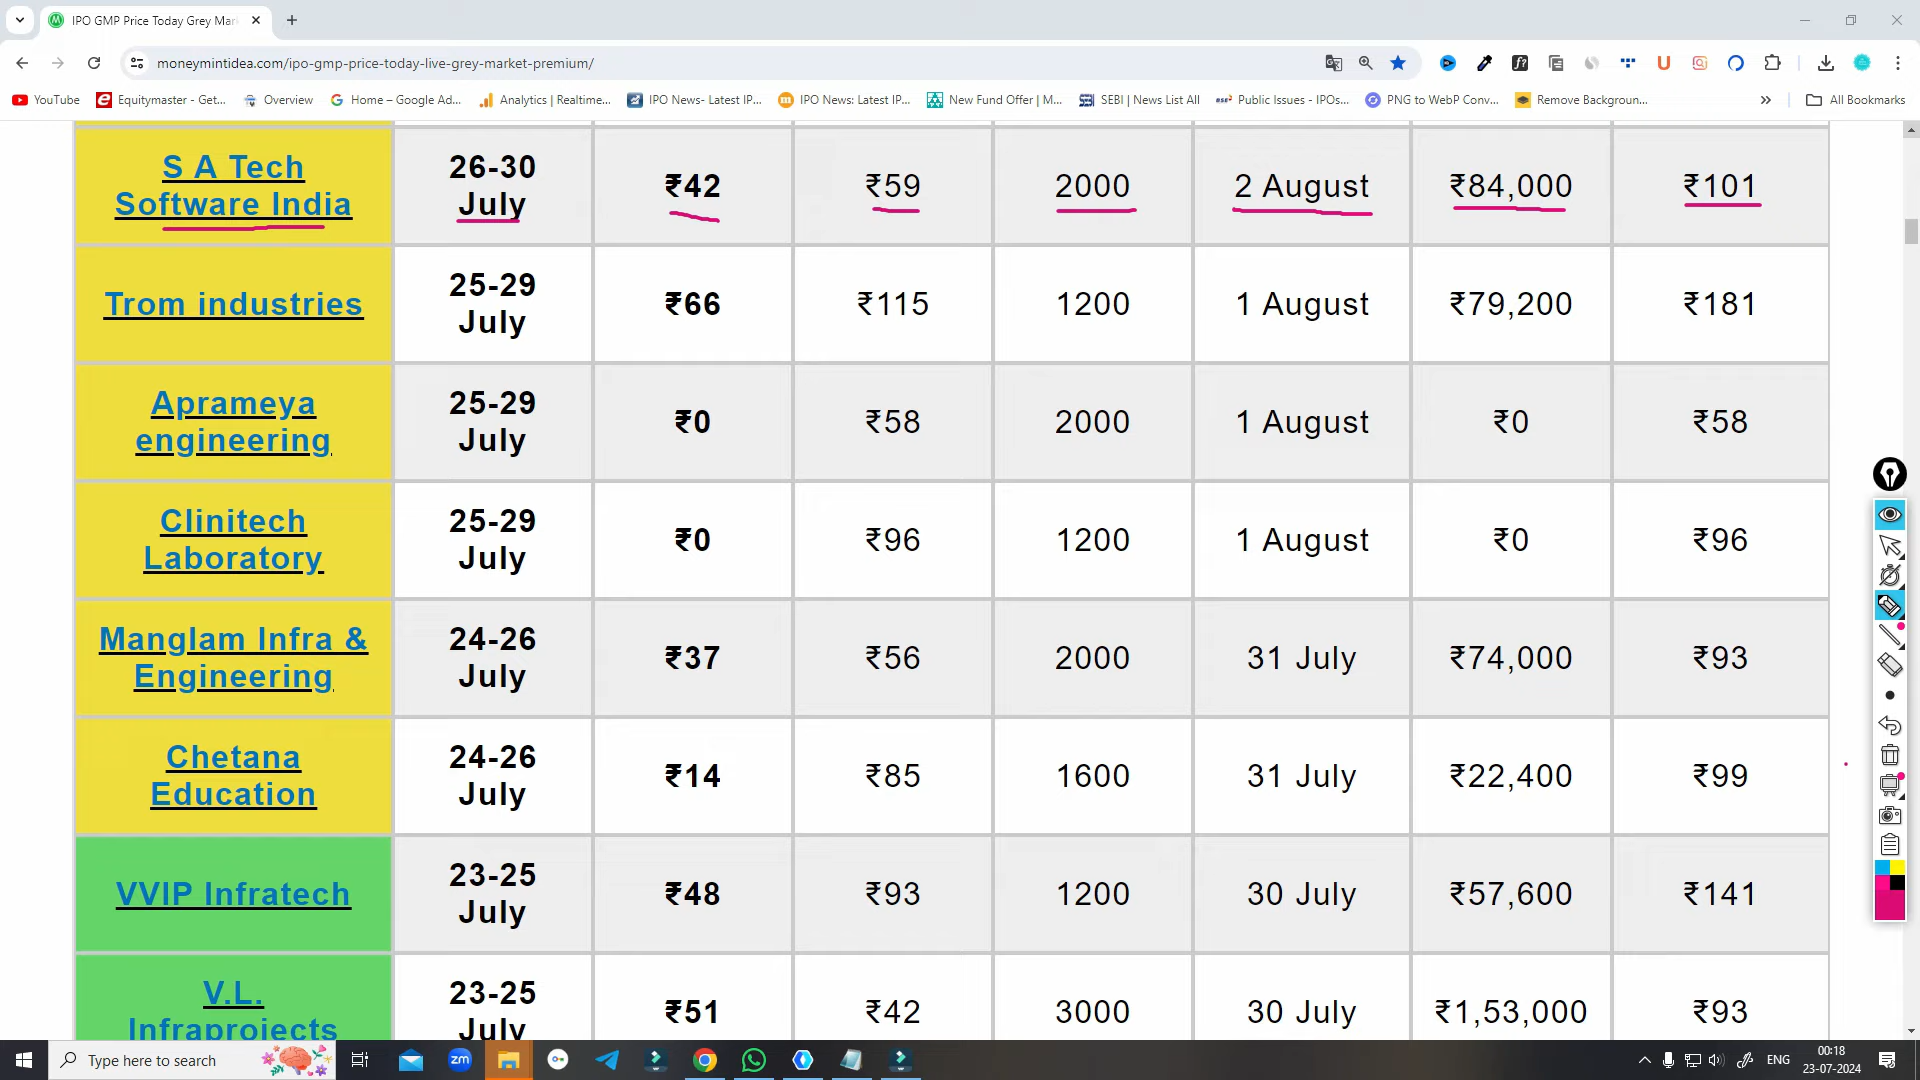 IPO GMP Price Today Grey Mar
moneymintidea.com/ipo-gmp-price-today-live-grey-market-premium/
YouTube
Equitymaster - Get...
Overview
Home – Google Ad...
Analytics | Realtime...
IPO News- Latest IP...
IPO News: Latest IP...
New Fund Offer | M...
SEBI | News List All
Public Issues - IPOs...
PNG to WebP Conv...
Remove Backgroun...
All Bookmarks
S A Tech
Software India
26-30
July
₹42
₹59
2000
2 August
₹84,000
₹101
Trom industries
25-29
July
₹66
₹115
1200
1 August
₹79,200
₹181
Aprameya
engineering
25-29
July
₹0
₹58
2000
1 August
₹0
₹58
Clinitech
Laboratory
25-29
July
₹0
₹96
1200
1 August
₹0
₹96
Manglam Infra &
Engineering
24-26
July
₹37
₹56
2000
31 July
₹74,000
₹93
Chetana
Education
24-26
July
₹14
₹85
1600
31 July
₹22,400
₹99
VVIP Infratech
23-25
July
₹48
₹93
1200
30 July
₹57,600
₹141
V.L.
Infraprojects
23-25
July
₹51
₹42
3000
30 July
₹1,53,000
₹93
Type here to search
zm
ENG
00:18
23-07-2024